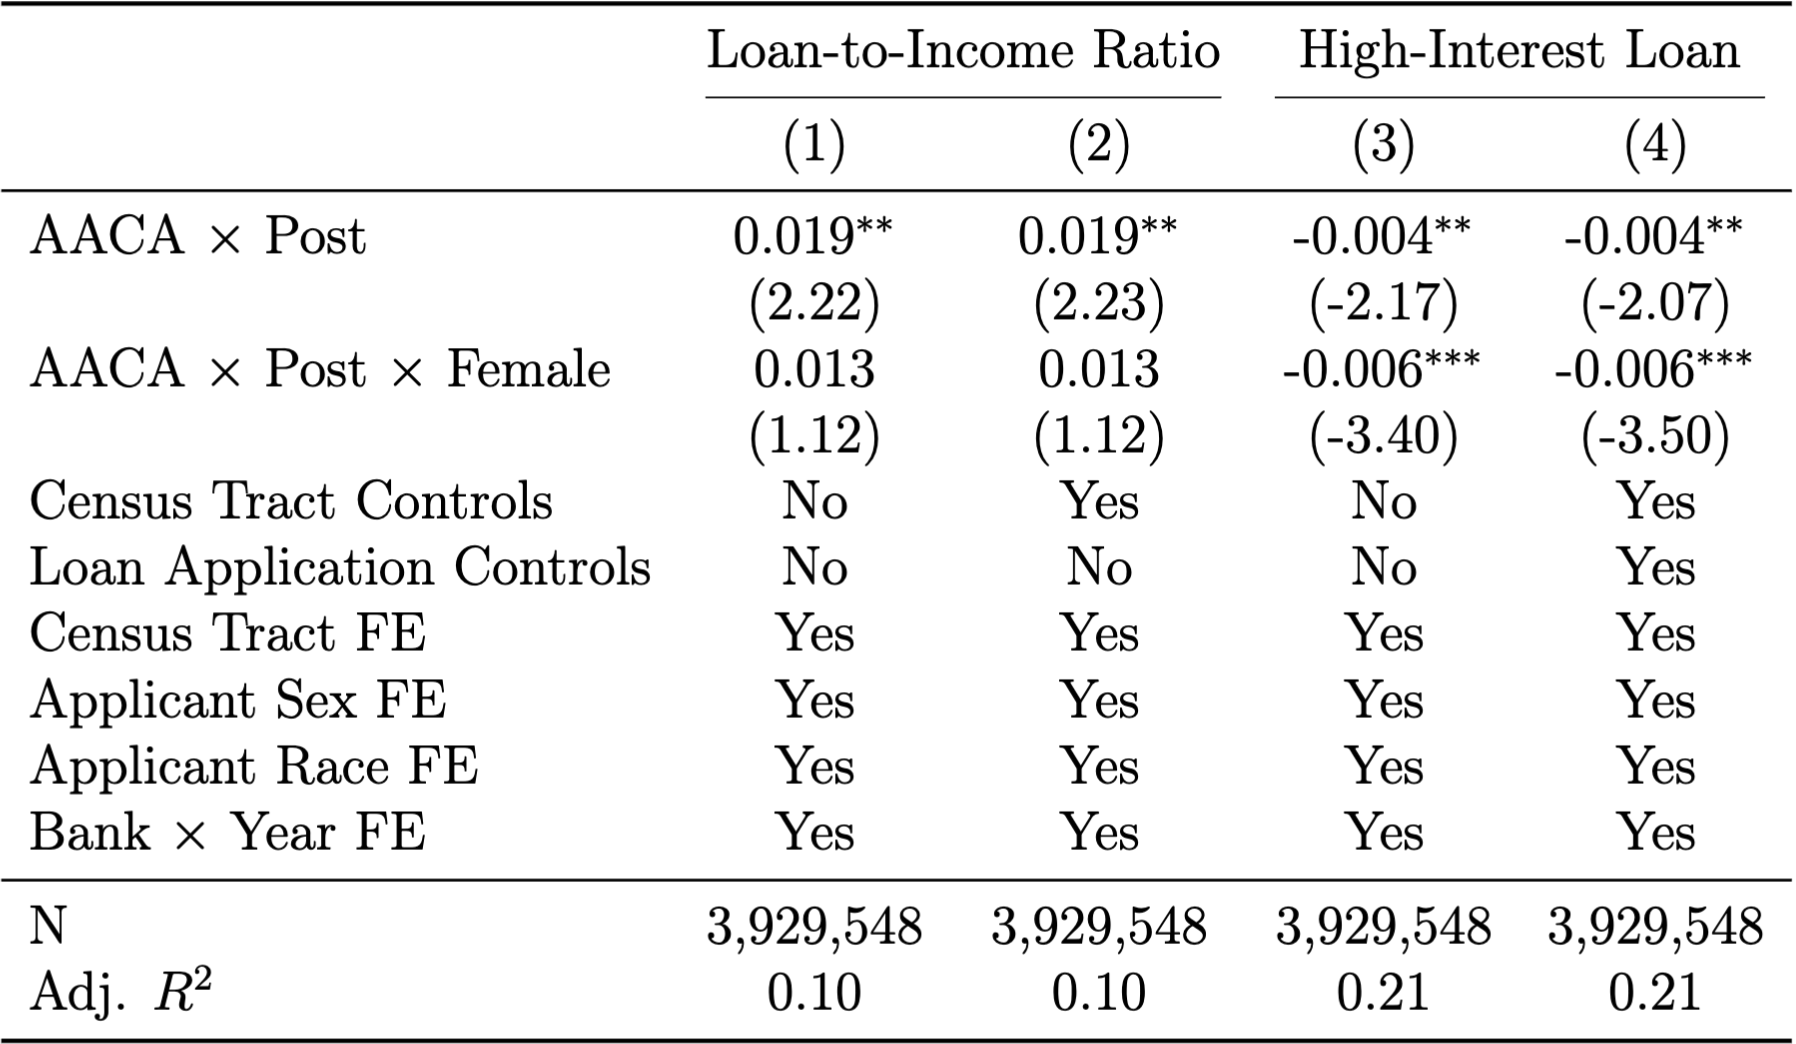 Loan-to-Income Ratio High-Interest Loan
(1) (2) (3) (4)
AACA × Post 0.019** 0.019** -0.004** -0.004**
(2.22) (2.23) (-2.17) (-2.07)
AACA × Post × Female 0.013 0.013 -0.006*** -0.006***
(1.12) (1.12) (-3.40) (-3.50)
Census Tract Controls No Yes No Yes
Loan Application Controls No No No Yes
Census Tract FE Yes Yes Yes Yes
Applicant Sex FE Yes Yes Yes Yes
Applicant Race FE Yes Yes Yes Yes
Bank × Year FE Yes Yes Yes Yes
N 3,929,548 3,929,548 3,929,548 3,929,548
Adj. R² 0.10 0.10 0.21 0.21